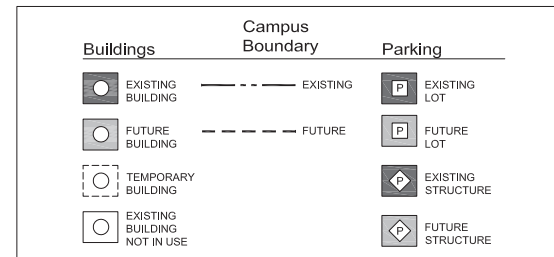 Buildings
Campus
Boundary
Parking
EXISTING
BUILDING
EXISTING
P
EXISTING
LOT
FUTURE
BUILDING
FUTURE
P
FUTURE
LOT
TEMPORARY
BUILDING
P
EXISTING
STRUCTURE
EXISTING
BUILDING
NOT IN USE
P
FUTURE
STRUCTURE